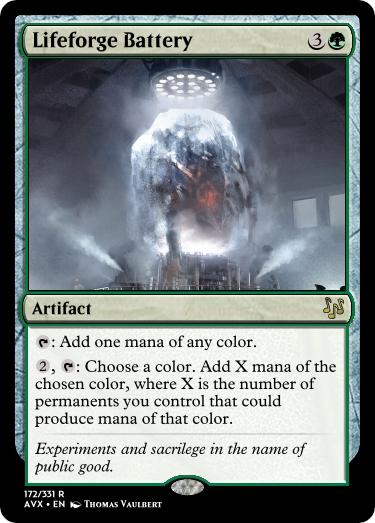 Lifeforge Battery 3
Artifact
: Add one mana of any color.
2, : Choose a color. Add X mana of the
chosen color, where X is the number of
permanents you control that could
produce mana of that color.
Experiments and sacrilege in the name of
public good.
172/331 R
AVX • EN Thomas Vaulbert